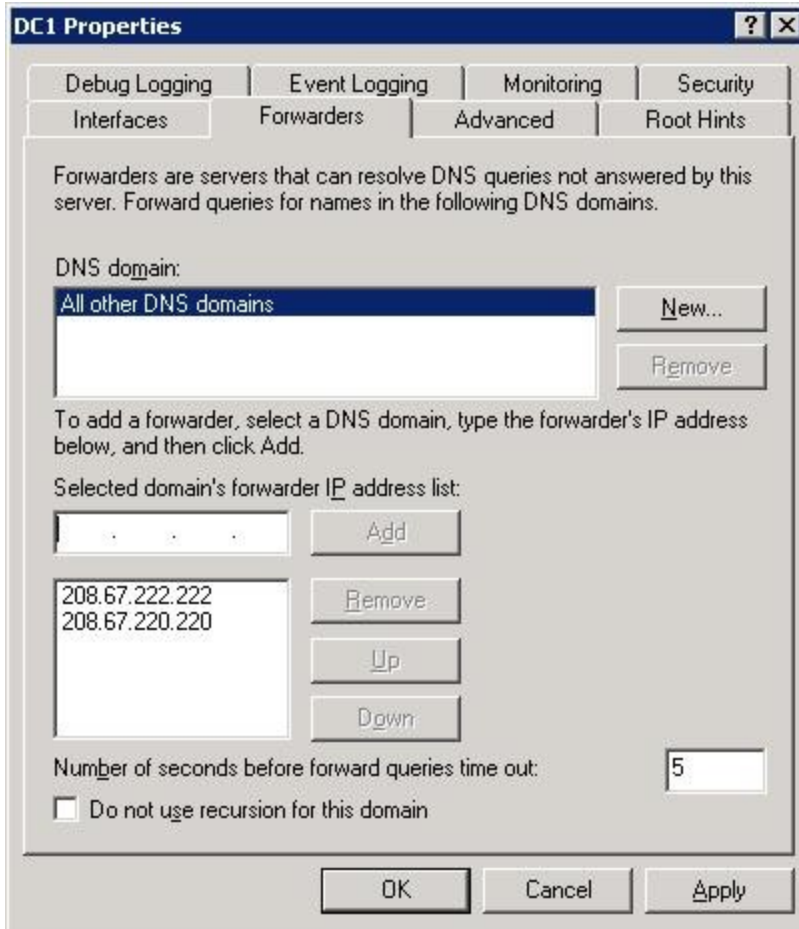 DC1 Properties
Debug Logging
Event Logging
Monitoring
Security
Interfaces
Forwarders
Advanced
Root Hints
Forwarders are servers that can resolve DNS queries not answered by this
server. Forward queries for names in the following DNS domains.
DNS domain:
All other DNS domains
New...
Remove
To add a forwarder, select a DNS domain, type the forwarder's IP address
below, and then click Add.
Selected domain's forwarder IP address list:
. . .
Add
208.67.222.222
208.67.220.220
Remove
Up
Down
Number of seconds before forward queries time out:
5
Do not use recursion for this domain
OK
Cancel
Apply